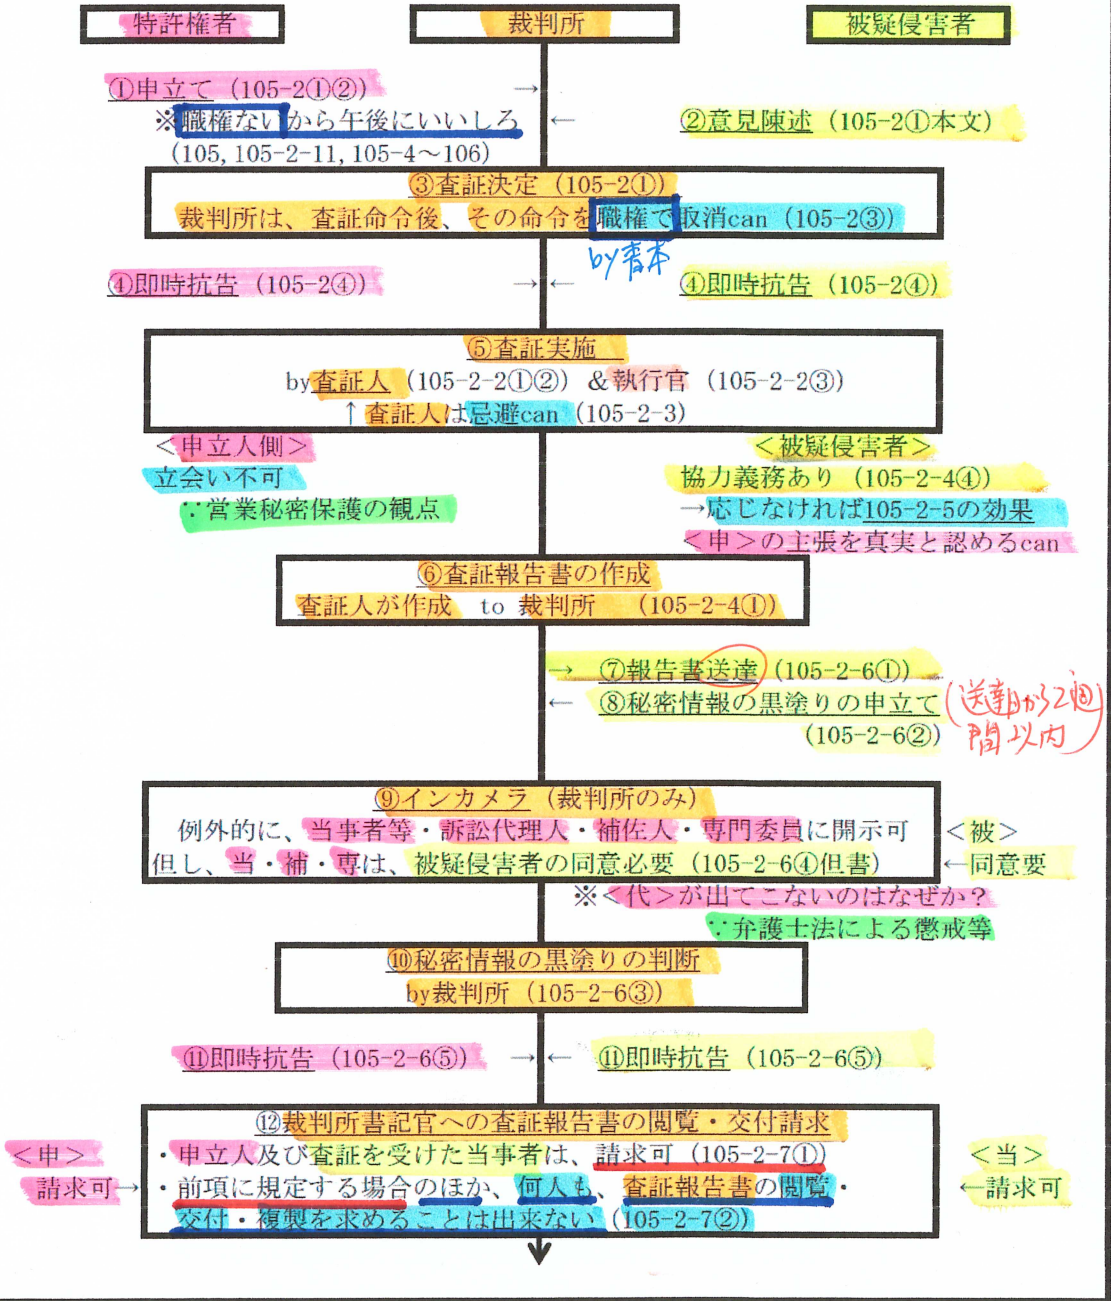 特許権者
裁判所
被疑侵害者
①申立て (105-2①②) →
※職権ないから午後にいいしろ
(105, 105-2-11, 105-4～106)
← ②意見陳述 (105-2①本文)
③査証決定 (105-2①)
裁判所は、査証命令後、その命令を職権で取消can (105-2③)
by青本
④即時抗告 (105-2④) →
← ④即時抗告 (105-2④)
⑤査証実施
by査証人 (105-2-2①②) &執行官 (105-2-2③)
↑査証人は忌避can (105-2-3)
<申立人側>
立会い不可
∵営業秘密保護の観点
<被疑侵害者>
協力義務あり (105-2-4④)
→応じなければ105-2-5の効果
<申>の主張を真実と認めるcan
⑥査証報告書の作成
査証人が作成 to 裁判所 (105-2-4①)
→ ⑦報告書送達 (105-2-6①)
← ⑧秘密情報の黒塗りの申立て
(105-2-6②)
(送達日から2週
間以内)
⑨インカメラ (裁判所のみ)
例外的に、当事者等・訴訟代理人・補佐人・専門委員に開示可
但し、当・補・専は、被疑侵害者の同意必要 (105-2-6④但書)
<被>
←同意要
※<代>が出てこないのはなぜか?
∵弁護士法による懲戒等
⑩秘密情報の黒塗りの判断
by裁判所 (105-2-6③)
⑪即時抗告 (105-2-6⑤) →
← ⑪即時抗告 (105-2-6⑤)
⑫裁判所書記官への査証報告書の閲覧・交付請求
・申立人及び査証を受けた当事者は、請求可 (105-2-7①)
・前項に規定する場合のほか、何人も、査証報告書の閲覧・
交付・複製を求めることは出来ない (105-2-7②)
<申>
請求可→
<当>
←請求可